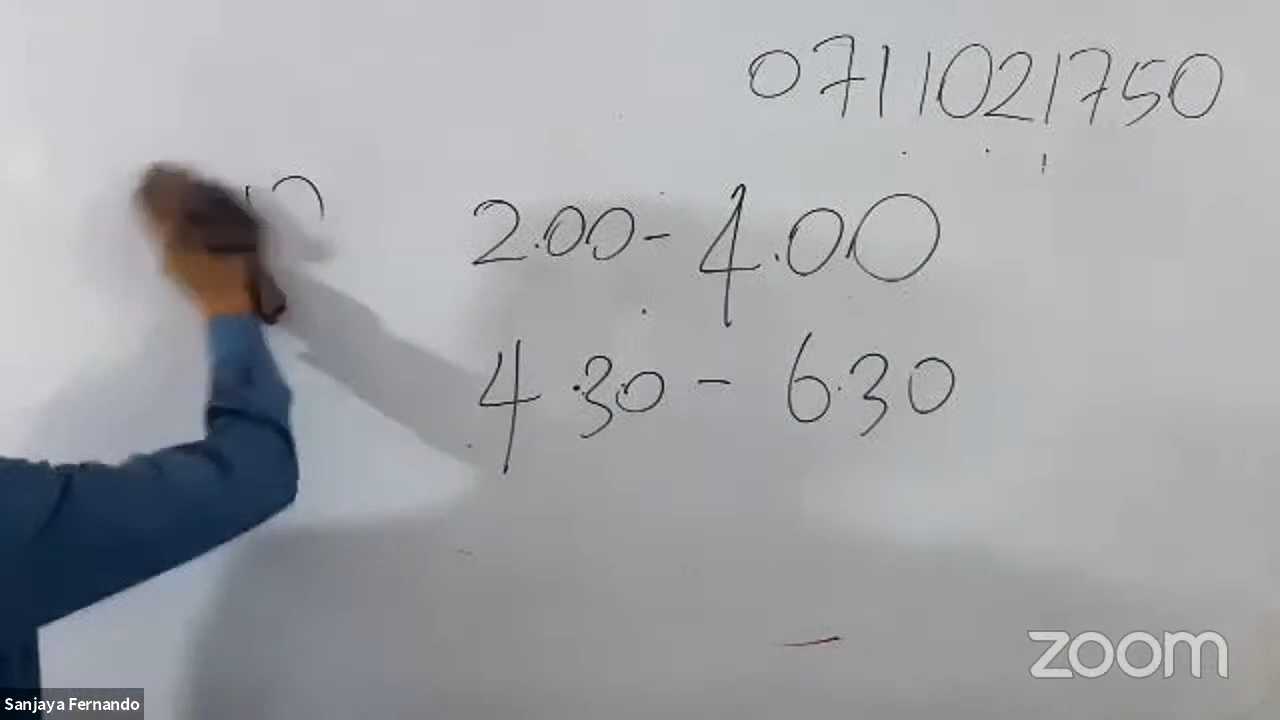 0711021750
2.00 - 4.00
4.30 - 6.30
zoom
Sanjaya Fernando